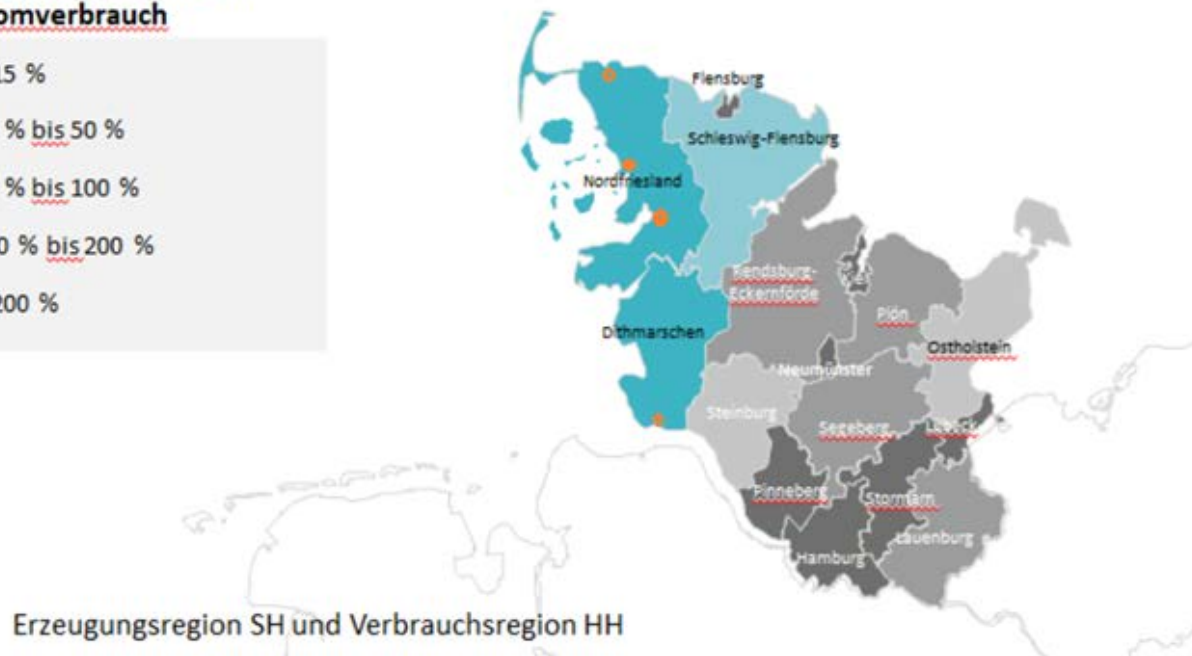 omverbrauch
15 %
% bis 50 %
% bis 100 %
0 % bis 200 %
200 %
Flensburg
Schleswig-Flensburg
Nordfriesland
Rendsburg-
Eckernförde
Plön
Dithmarschen
Ostholstein
Neumünster
Steinburg
Segeberg
Lübeck
Pinneberg
Stormarn
Lauenburg
Hamburg
Erzeugungsregion SH und Verbrauchsregion HH